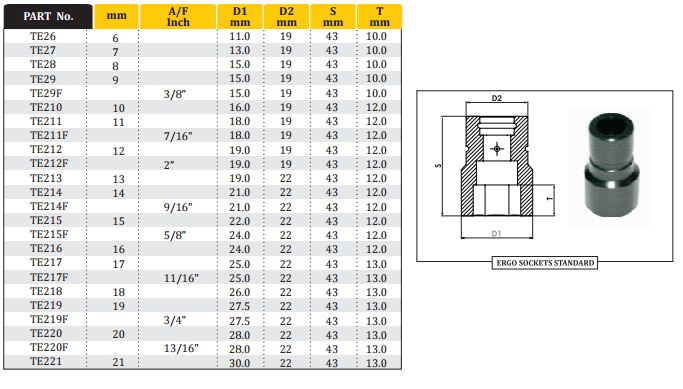 PART No. mm A/F Inch D1 mm D2 mm S mm T mm
TE26 6 11.0 19 43 10.0
TE27 7 13.0 19 43 10.0
TE28 8 15.0 19 43 10.0
TE29 9 15.0 19 43 10.0
TE29F 3/8" 15.0 19 43 10.0
TE210 10 16.0 19 43 12.0
TE211 11 18.0 19 43 12.0
TE211F 7/16" 18.0 19 43 12.0
TE212 12 19.0 19 43 12.0
TE212F 2" 19.0 19 43 12.0
TE213 13 19.0 22 43 12.0
TE214 14 21.0 22 43 12.0
TE214F 9/16" 21.0 22 43 12.0
TE215 15 22.0 22 43 12.0
TE215F 5/8" 24.0 22 43 12.0
TE216 16 24.0 22 43 12.0
TE217 17 25.0 22 43 13.0
TE217F 11/16" 25.0 22 43 13.0
TE218 18 26.0 22 43 13.0
TE219 19 27.5 22 43 13.0
TE219F 3/4" 27.5 22 43 13.0
TE220 20 28.0 22 43 13.0
TE220F 13/16" 28.0 22 43 13.0
TE221 21 30.0 22 43 13.0
D2
S
T
D1
ERGO SOCKETS STANDARD